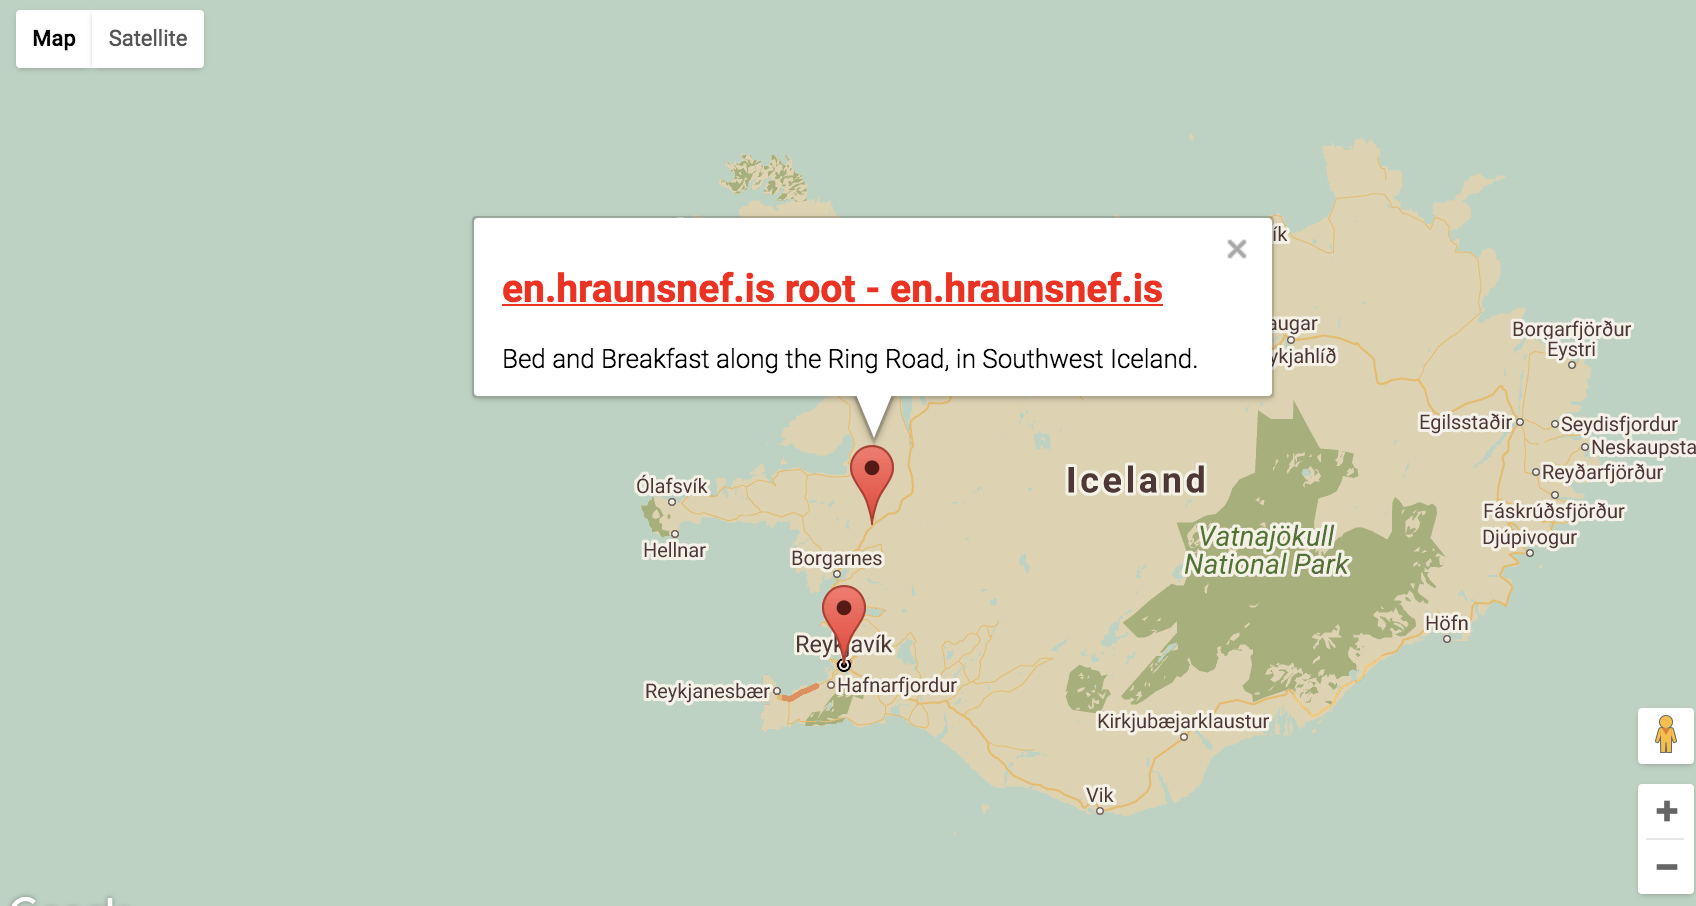 Map
Satellite
en.hraunsnef.is root - en.hraunsnef.is
Bed and Breakfast along the Ring Road, in Southwest Iceland.
ík
augar
ykjahlíð
Borgarfjörður
Eystri
Egilsstaðir
Seydisfjordur
Neskaupsta
Reyðarfjörður
Fáskrúðsfjörður
Djúpivogur
Ólafsvík
Hellnar
Iceland
Vatnajökull
National Park
Borgarnes
Reykjavík
Höfn
Reykjanesbær
Hafnarfjordur
Kirkjubæjarklaustur
Vik
Google